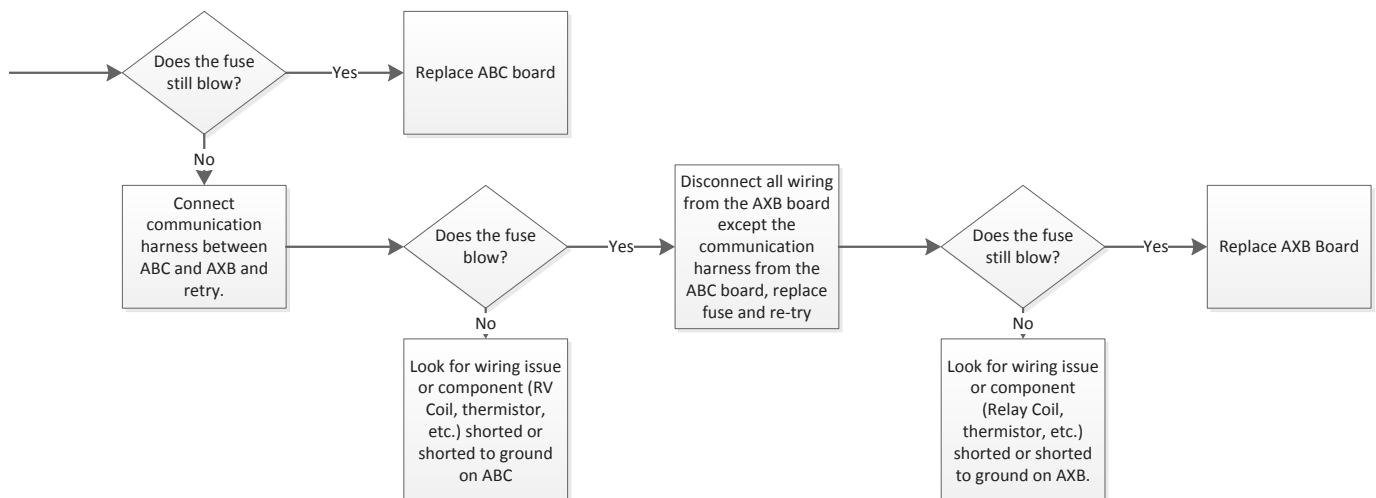 Does the fuse
still blow?
Yes
Replace ABC board
No
Connect
communication
harness between
ABC and AXB and
retry.
Does the fuse
blow?
Yes
Disconnect all wiring
from the AXB board
except the
communication
harness from the
ABC board, replace
fuse and re-try
Does the fuse
still blow?
Yes
Replace AXB Board
No
Look for wiring issue
or component (RV
Coil, thermistor,
etc.) shorted or
shorted to ground
on ABC
No
Look for wiring issue
or component
(Relay Coil,
thermistor, etc.)
shorted or shorted
to ground on AXB.